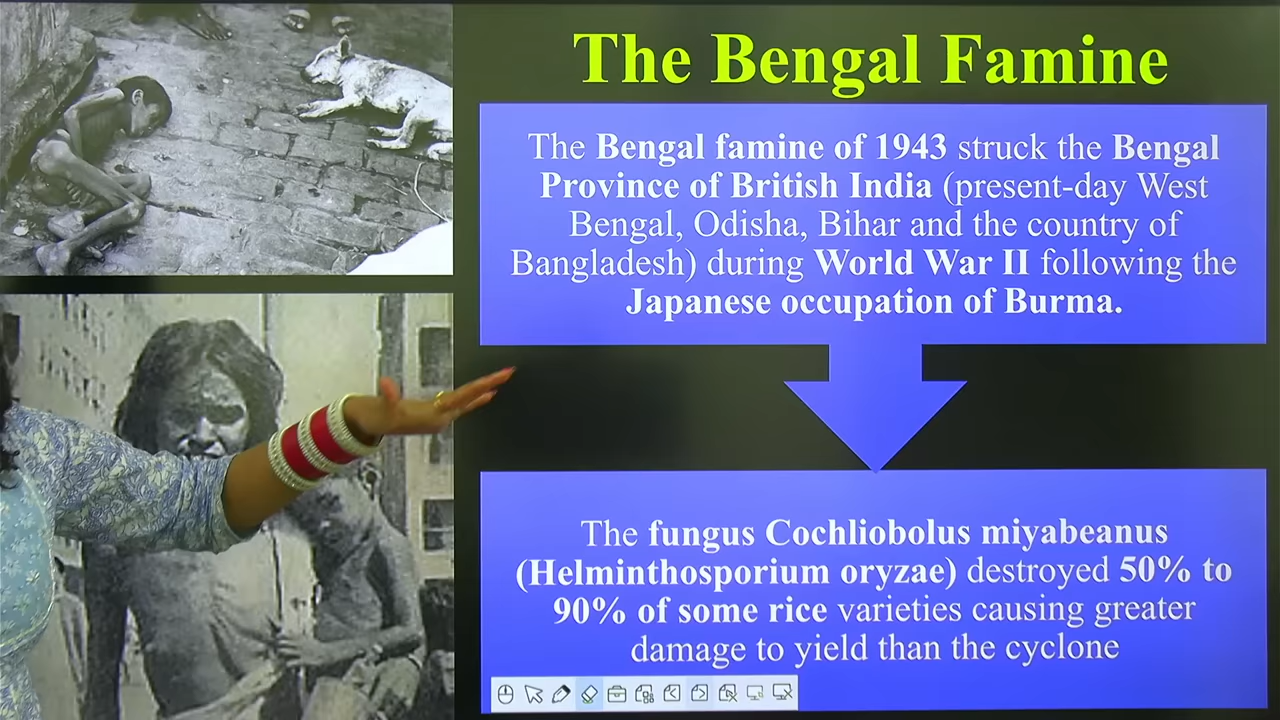 The Bengal Famine
The Bengal famine of 1943 struck the Bengal
Province of British India (present-day West
Bengal, Odisha, Bihar and the country of
Bangladesh) during World War II following the
Japanese occupation of Burma.
The fungus Cochliobolus miyabeanus
(Helminthosporium oryzae) destroyed 50% to
90% of some rice varieties causing greater
damage to yield than the cyclone